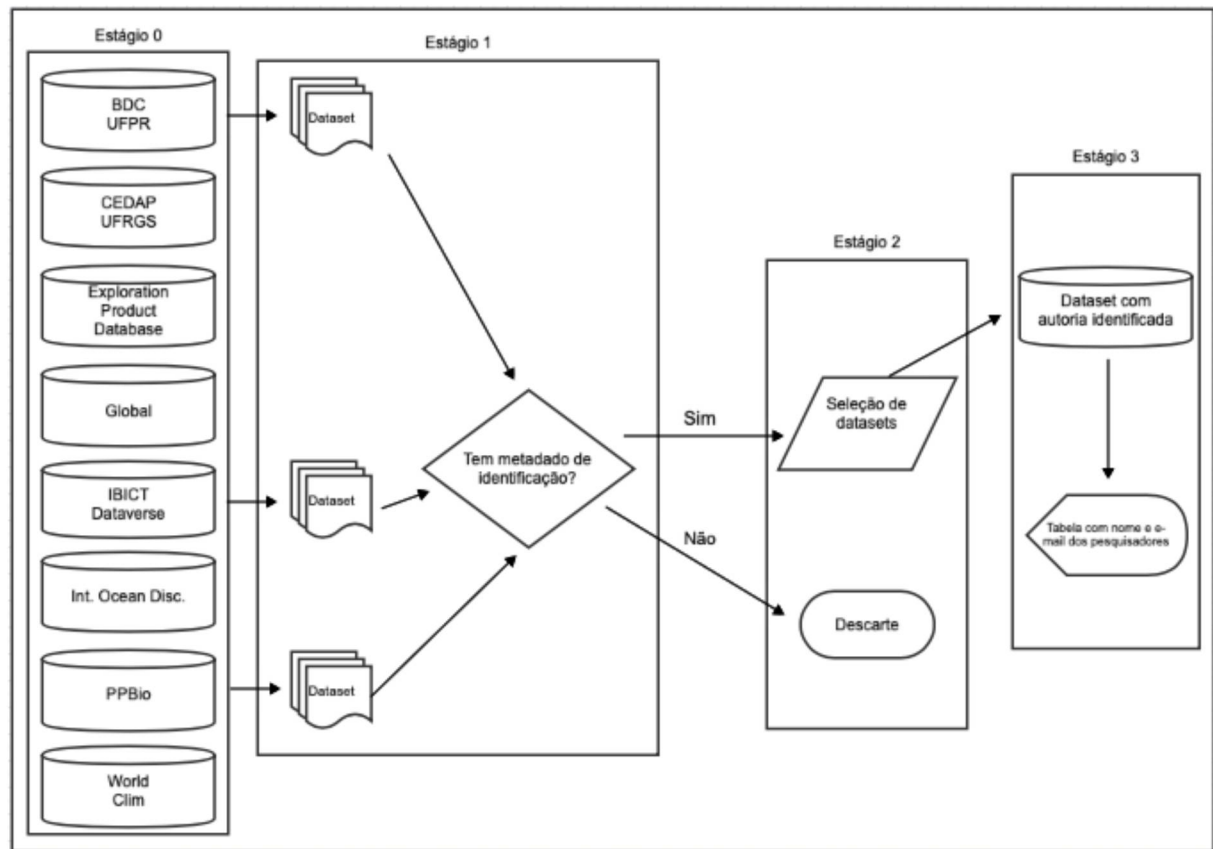 Estágio 0
BDC
UFPR
CEDAP
UFRGS
Exploration
Product
Database
Global
IBICT
Dataverse
Int. Ocean Disc.
PPBio
World
Clim
Estágio 1
Dataset
Dataset
Dataset
Tem metadado de
identificação?
Sim
Não
Estágio 2
Seleção de
datasets
Descarte
Estágio 3
Dataset com
autoria identificada
Tabela com nome e e-
mail dos pesquisadores